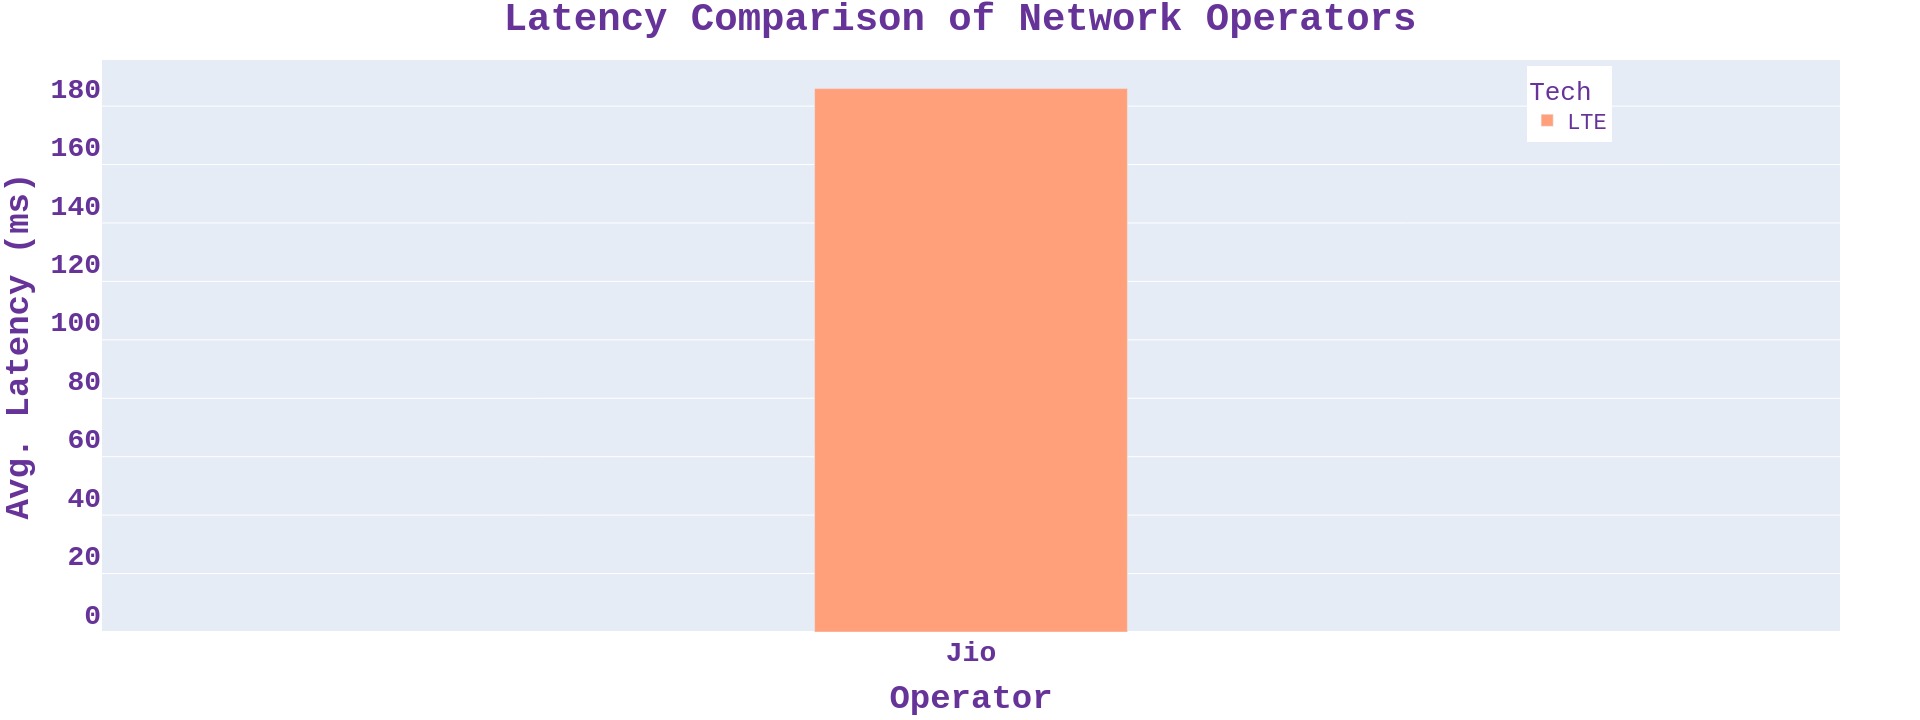 Latency Comparison of Network Operators
180
160
140
120
100
80
60
40
20
0
Avg. Latency (ms)
Tech
LTE
Jio
Operator